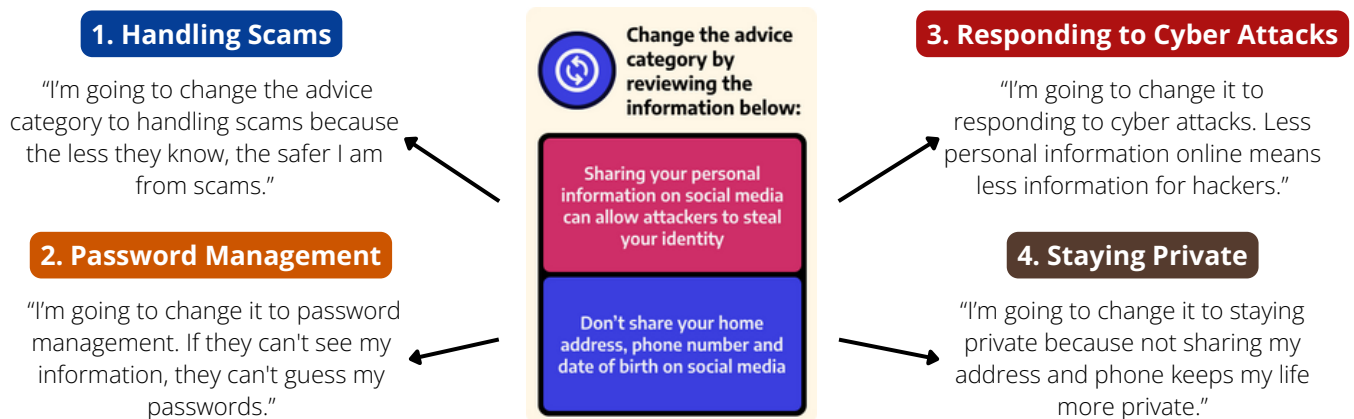 1. Handling Scams
“I’m going to change the advice
category to handling scams because
the less they know, the safer I am
from scams.”
2. Password Management
“I’m going to change it to password
management. If they can't see my
information, they can't guess my
passwords.”
Change the advice
category by
reviewing the
information below:
Sharing your personal
information on social media
can allow attackers to steal
your identity
Don’t share your home
address, phone number and
date of birth on social media
3. Responding to Cyber Attacks
“I’m going to change it to
responding to cyber attacks. Less
personal information online means
less information for hackers.”
4. Staying Private
“I’m going to change it to staying
private because not sharing my
address and phone keeps my life
more private.”